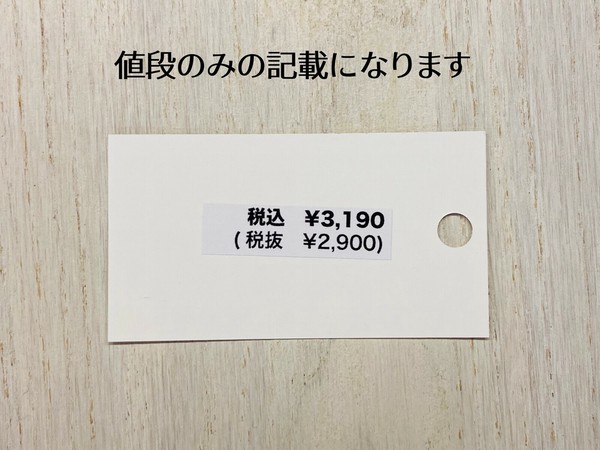 値段のみの記載になります
税込　¥3,190
(税抜　¥2,900)